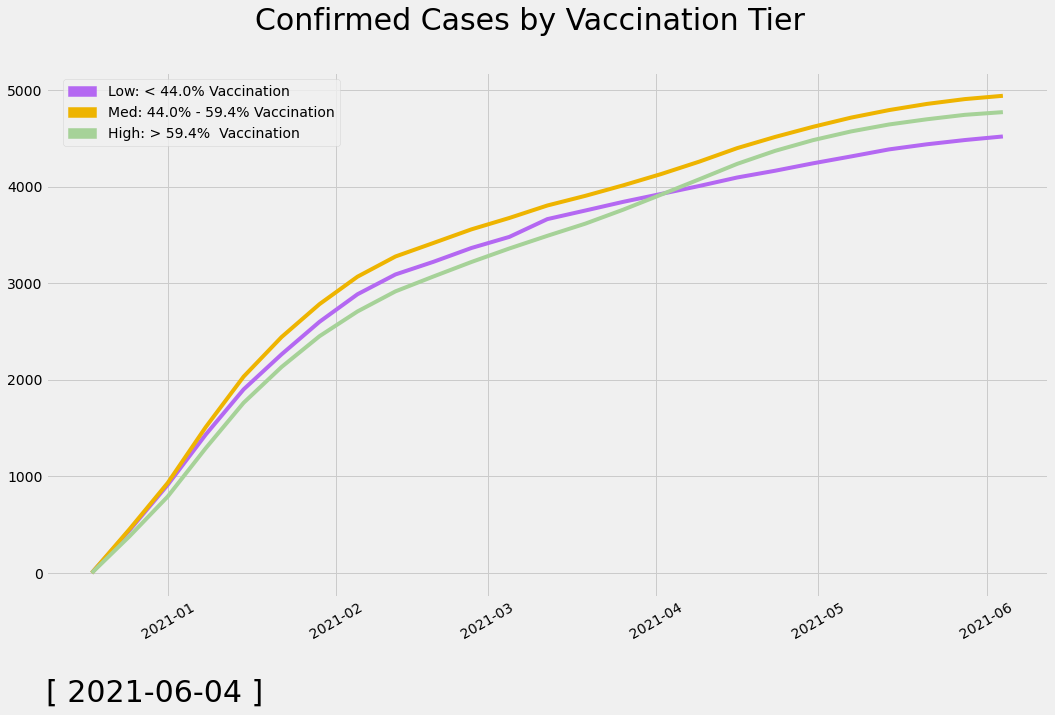 Confirmed Cases by Vaccination Tier
Low: < 44.0% Vaccination
Med: 44.0% - 59.4% Vaccination
High: > 59.4%  Vaccination
5000
4000
3000
2000
1000
0
2021-01
2021-02
2021-03
2021-04
2021-05
2021-06
[ 2021-06-04 ]